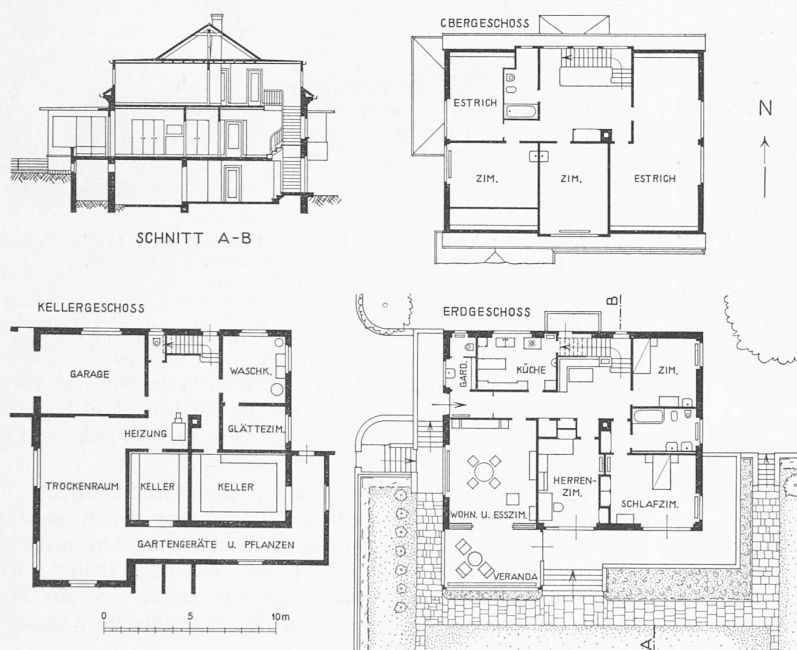 CBERGESCHOSS
N
ESTRICH
ZIM.
ZIM.
ESTRICH
SCHNITT A-B
KELLERGESCHOSS
GARAGE
WASCHK.
HEIZUNG
GLÄTTEZIM.
TROCKENRAUM
KELLER
KELLER
GARTENGERÄTE U. PFLANZEN
0 5 10m
ERDGESCHOSS
B
GARD.
KÜCHE
ZIM.
HERREN-
ZIM.
WOHN. U. ESSZIM.
SCHLAFZIM.
VERANDA
A